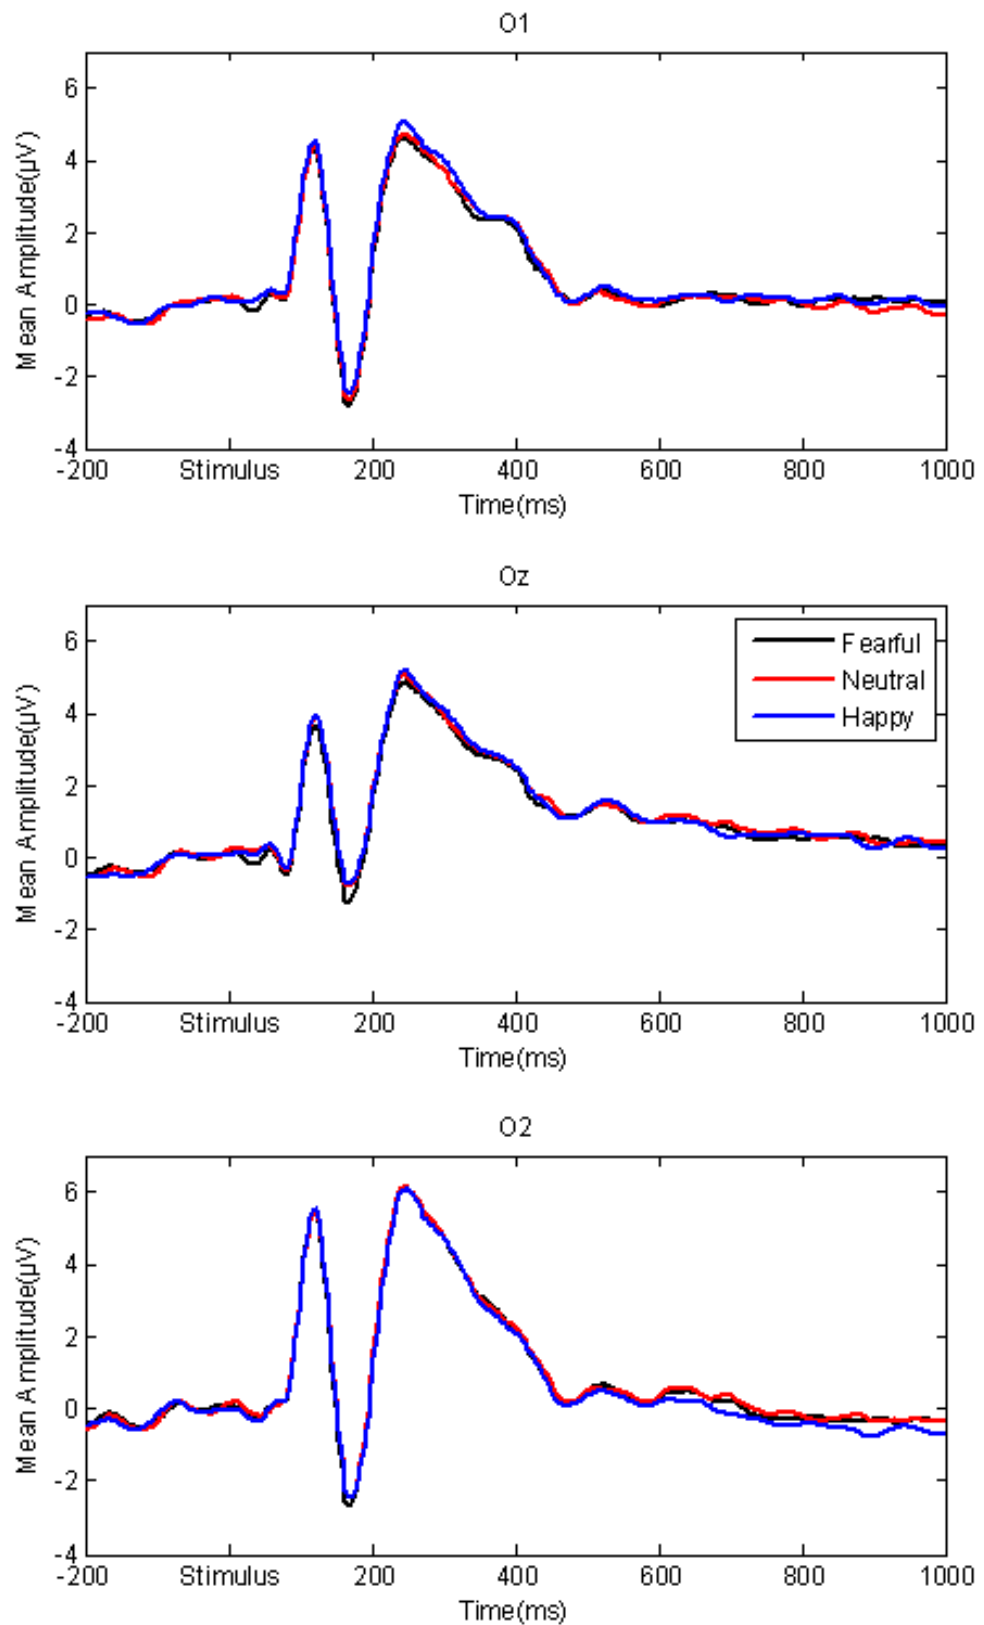 O1
6
4
2
0
-2
-4
Mean Amplitude(µV)
-200 Stimulus 200 400 600 800 1000
Time(ms)
Oz
6
4
2
0
-2
-4
Mean Amplitude(µV)
Fearful
Neutral
Happy
-200 Stimulus 200 400 600 800 1000
Time(ms)
O2
6
4
2
0
-2
-4
Mean Amplitude(µV)
-200 Stimulus 200 400 600 800 1000
Time(ms)